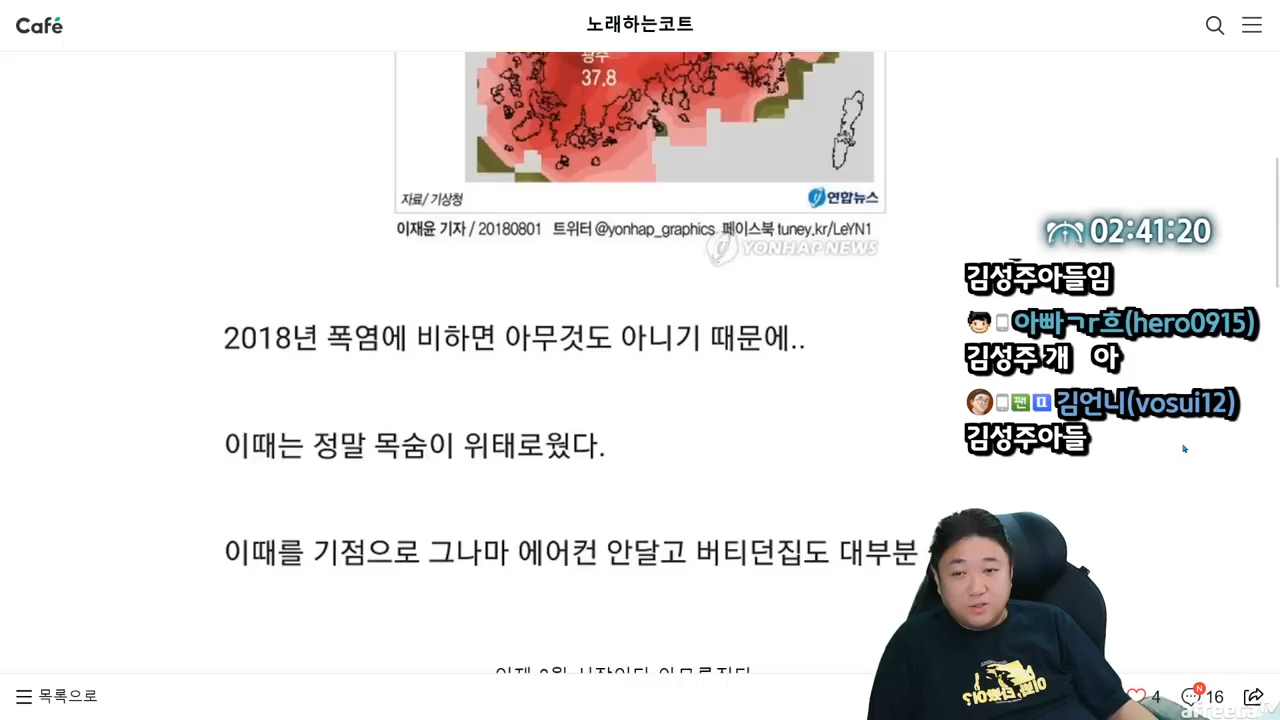 Café
노래하는코트
광주
37.8
자료/ 기상청
연합뉴스
이재윤 기자 / 20180801 트위터 @yonhap_graphics 페이스북 tuney.kr/LeYN1
YONHAP NEWS
02:41:20
김성주아들임
아빠ㄱr흐(hero0915)
김성주 개 아
2018년 폭염에 비하면 아무것도 아니기 때문에..
팬
김언니(vosui12)
김성주아들
이때는 정말 목숨이 위태로웠다.
이때를 기점으로 그나마 에어컨 안달고 버티던집도 대부분
목록으로
4
N
16
afreecaTV